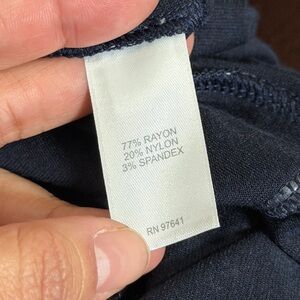 77% RAYON
20% NYLON
3% SPANDEX
RN 97641